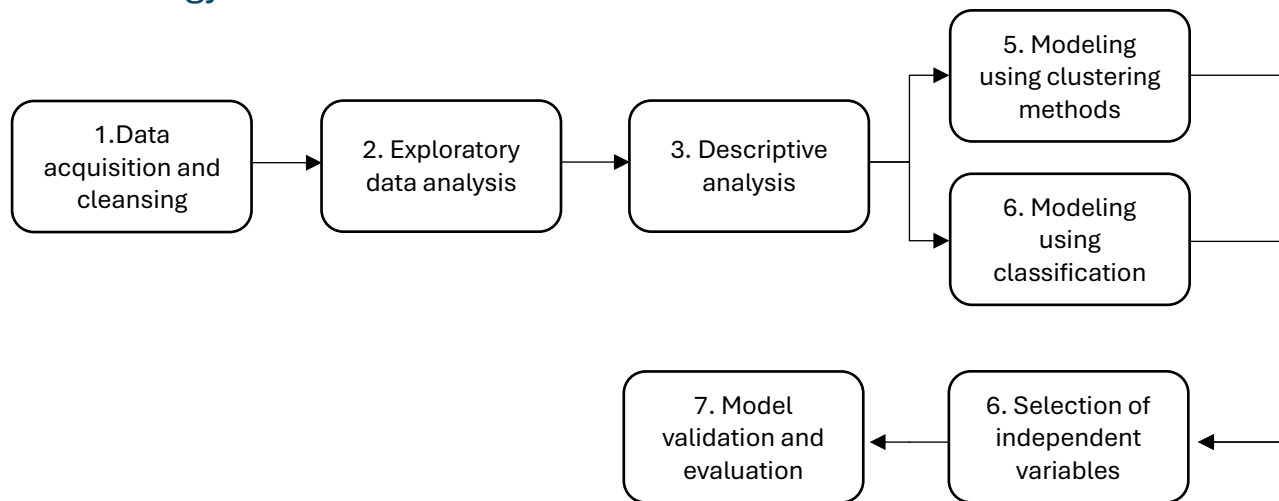 1.Data
acquisition and
cleansing
2. Exploratory
data analysis
3. Descriptive
analysis
5. Modeling
using clustering
methods
6. Modeling
using
classification
6. Selection of
independent
variables
7. Model
validation and
evaluation